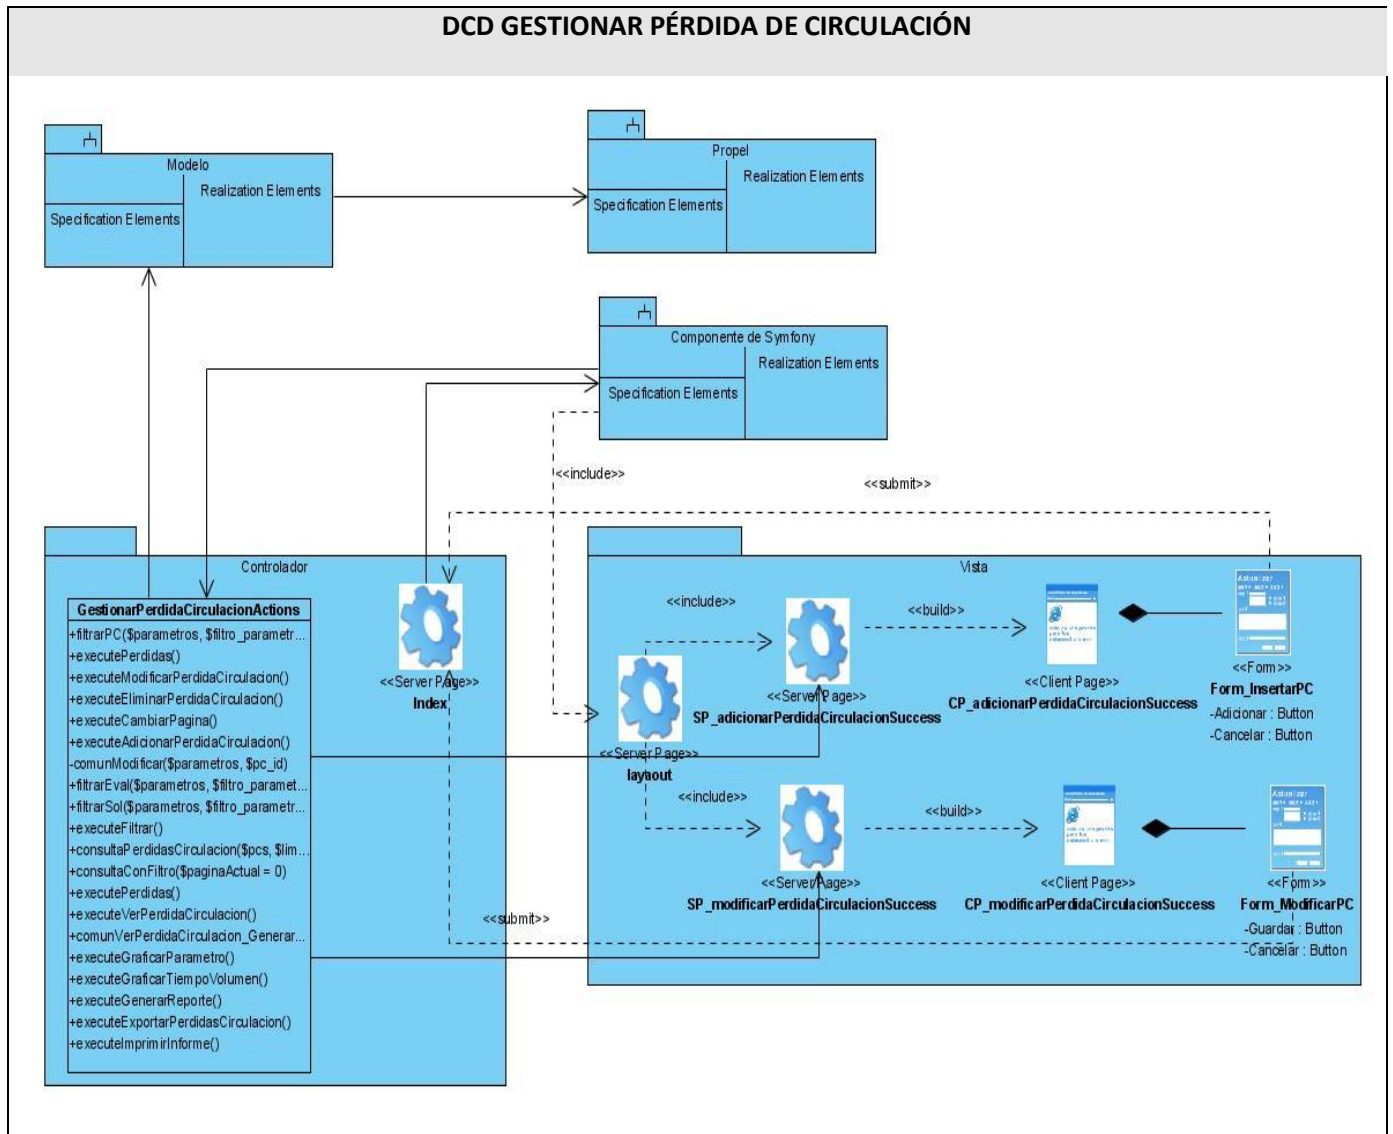 DCD GESTIONAR PÉRDIDA DE CIRCULACIÓN
Modelo
Realization Elements
Specification Elements
Propel
Realization Elements
Specification Elements
Componente de Symfony
Realization Elements
Specification Elements
<<include>>
<<submit>>
Controlador
GestionarPerdidaCirculacionActions
+filtrarPC($parametros, $filtro_parametr...
+executePerdidas()
+executeModificarPerdidaCirculacion()
+executeEliminarPerdidaCirculacion()
+executeCambiarPagina()
+executeAdicionarPerdidaCirculacion()
-comunModificar($parametros, $pc_id)
+filtrarEval($parametros, $filtro_paramet...
+filtrarSol($parametros, $filtro_parametr...
+executeFiltrar()
+consultaPerdidasCirculacion($pcs, $lim...
+consultaConFiltro($paginaActual = 0)
+executePerdidas()
+executeVerPerdidaCirculacion()
+comunVerPerdidaCirculacion_Generar...
+executeGraficarParametro()
+executeGraficarTiempoVolumen()
+executeGenerarReporte()
+executeExportarPerdidasCirculacion()
+executeImprimirInforme()
<<Server Page>>
Index
<<submit>>
Vista
<<include>>
<<build>>
<<Server Page>>
SP_adicionarPerdidaCirculacionSuccess
<<Client Page>>
CP_adicionarPerdidaCirculacionSuccess
Actualizar
<<Form>>
Form_InsertarPC
-Adicionar : Button
-Cancelar : Button
<<Server Page>>
layaout
<<include>>
<<build>>
<<Server Page>>
SP_modificarPerdidaCirculacionSuccess
<<Client Page>>
CP_modificarPerdidaCirculacionSuccess
Actualizar
<<Form>>
Form_ModificarPC
-Guardar : Button
-Cancelar : Button